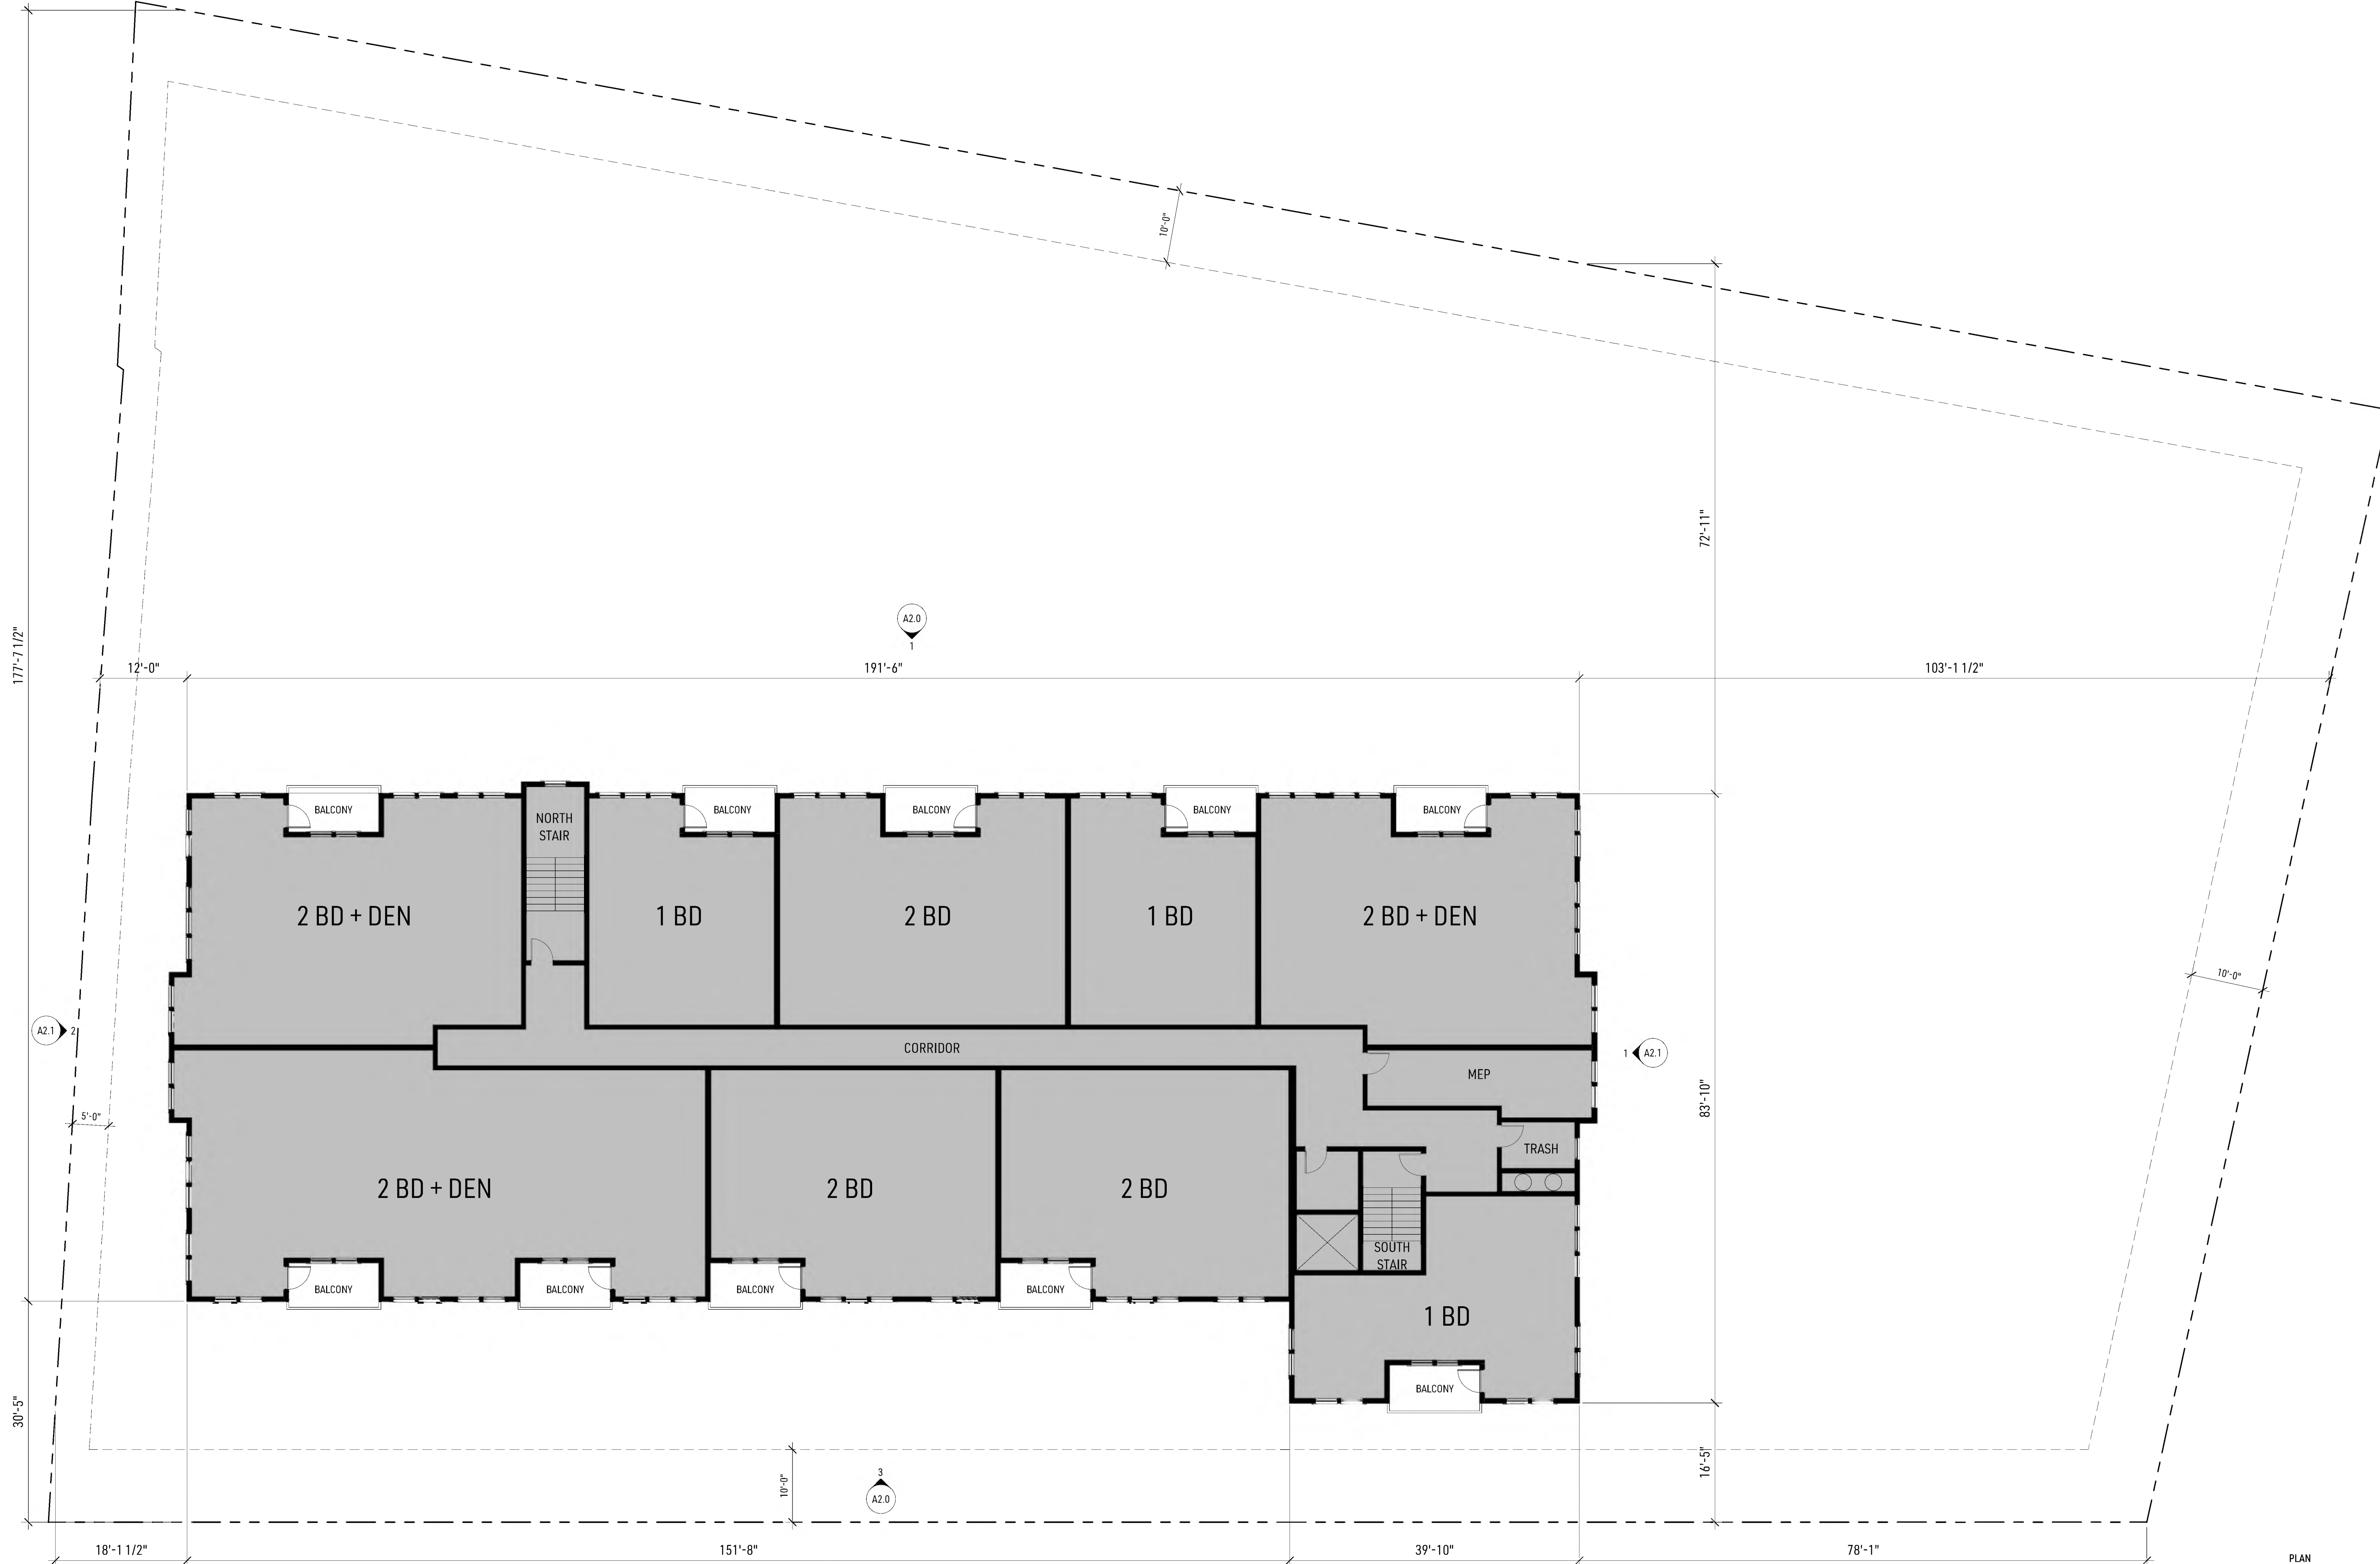 10'-0"
72'-11"
177'-7 1/2"
A2.0
1
12'-0"
191'-6"
103'-1 1/2"
BALCONY
BALCONY
BALCONY
BALCONY
BALCONY
NORTH
STAIR
2 BD + DEN
1 BD
2 BD
1 BD
2 BD + DEN
10'-0"
A2.1
2
CORRIDOR
1
A2.1
MEP
83'-10"
5'-0"
TRASH
2 BD + DEN
2 BD
2 BD
SOUTH
STAIR
BALCONY
BALCONY
BALCONY
BALCONY
1 BD
BALCONY
30'-5"
16'-5"
10'-0"
3
A2.0
18'-1 1/2"
151'-8"
39'-10"
78'-1"
PLAN